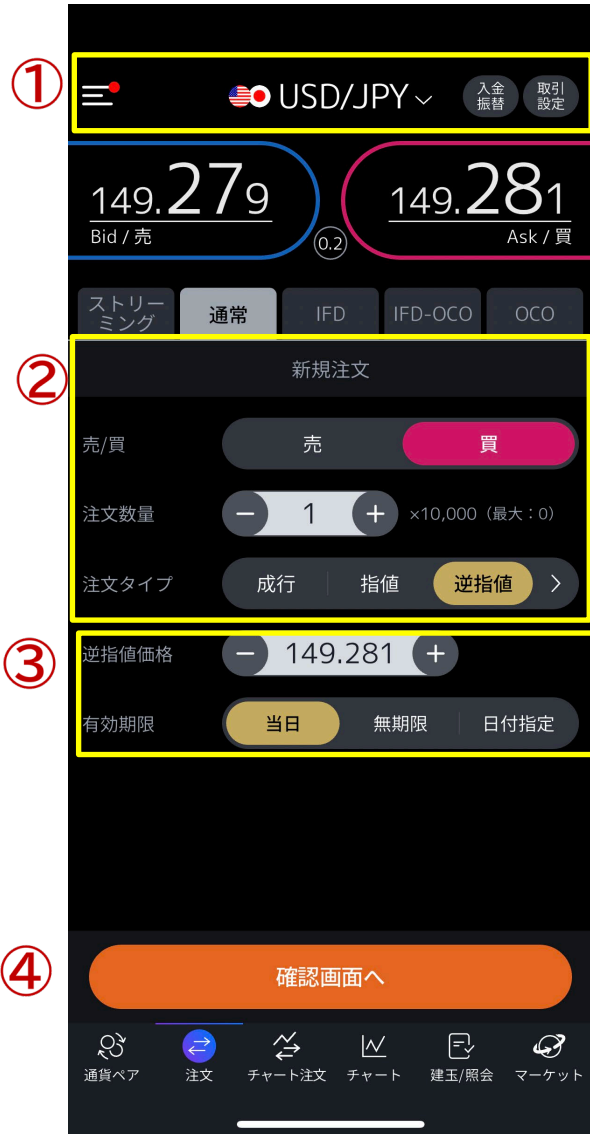 ①
USD/JPY
入金
振替
取引
設定
149.279
Bid / 売
0.2
149.281
Ask / 買
ストリー
ミング
通常
IFD
IFD-OCO
OCO
②
新規注文
売/買
売
買
注文数量
− 1 +
×10,000（最大：0）
注文タイプ
成行
指値
逆指値
③
逆指値価格
− 149.281 +
有効期限
当日
無期限
日付指定
④
確認画面へ
通貨ペア
注文
チャート注文
チャート
建玉/照会
マーケット